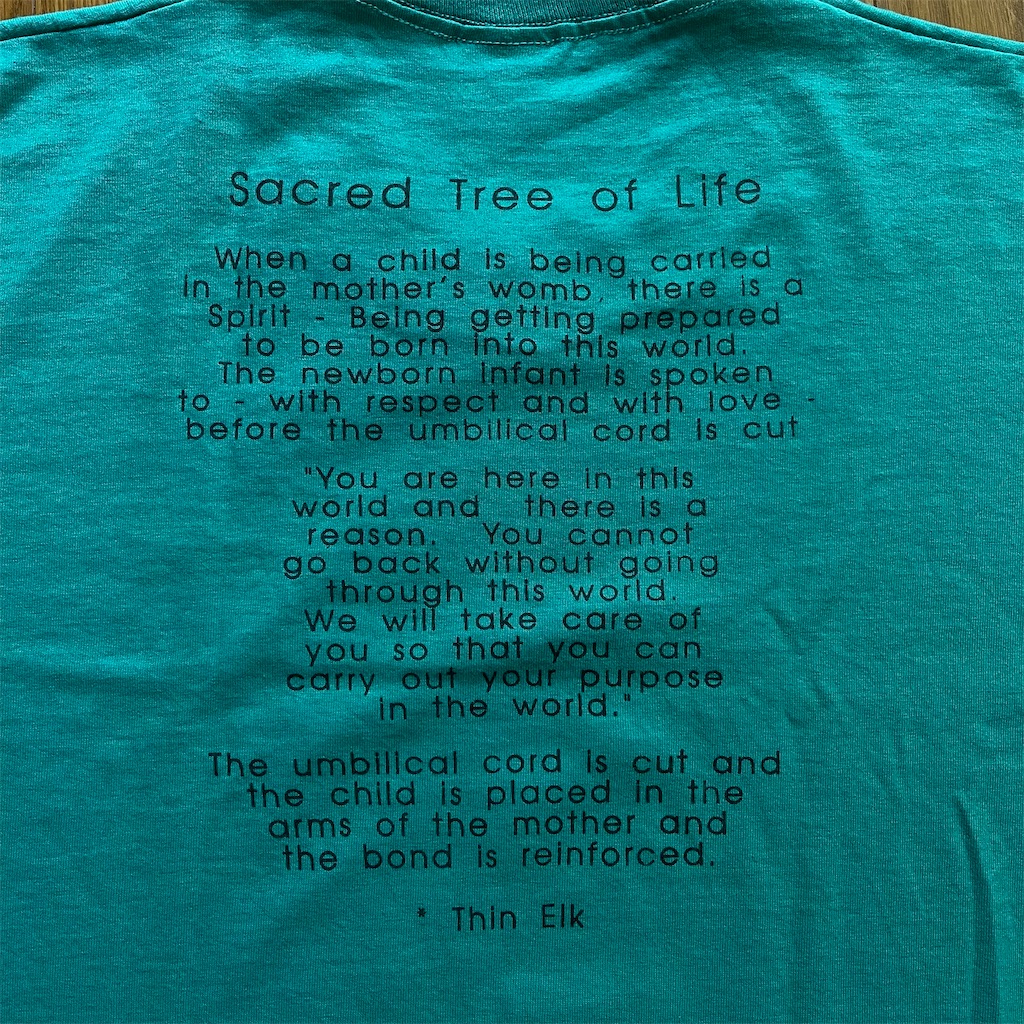 Sacred Tree of Life
When a child is being carried
in the mother's womb, there is a
Spirit - Being getting prepared
to be born into this world.
The newborn infant is spoken
to - with respect and with love -
before the umbilical cord is cut
"You are here in this
world and there is a
reason. You cannot
go back without going
through this world.
We will take care of
you so that you can
carry out your purpose
in the world."
The umbilical cord is cut and
the child is placed in the
arms of the mother and
the bond is reinforced.
* Thin Elk